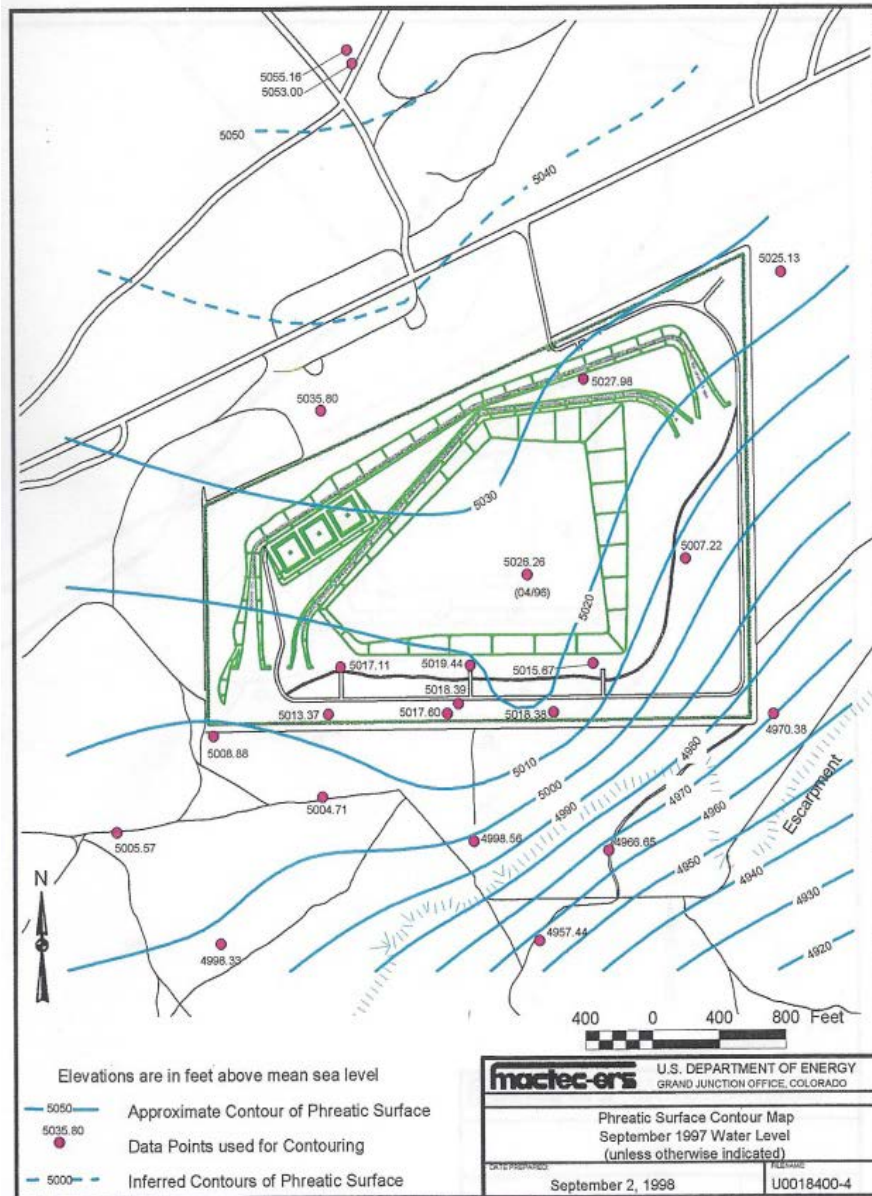 5055.16
5053.00
5050
5040
5025.13
5027.98
5035.80
5030
5007.22
5026.26
(04/96)
5020
5017.11
5019.44
5015.67
5018.39
5013.37
5017.60
5018.38
4970.38
5008.88
4980
5010
5000
4970
4990
4960
Escarpment
5004.71
5005.57
4998.56
4966.65
4950
4940
4930
N
4957.44
4998.33
4920
400 0 400 800 Feet
Elevations are in feet above mean sea level
5050 Approximate Contour of Phreatic Surface
5035.80
Data Points used for Contouring
5000 Inferred Contours of Phreatic Surface
mactec-ers
U.S. DEPARTMENT OF ENERGY
GRAND JUNCTION OFFICE, COLORADO
Phreatic Surface Contour Map
September 1997 Water Level
(unless otherwise indicated)
DATE PREPARED:
September 2, 1998
FILENAME:
U0018400-4